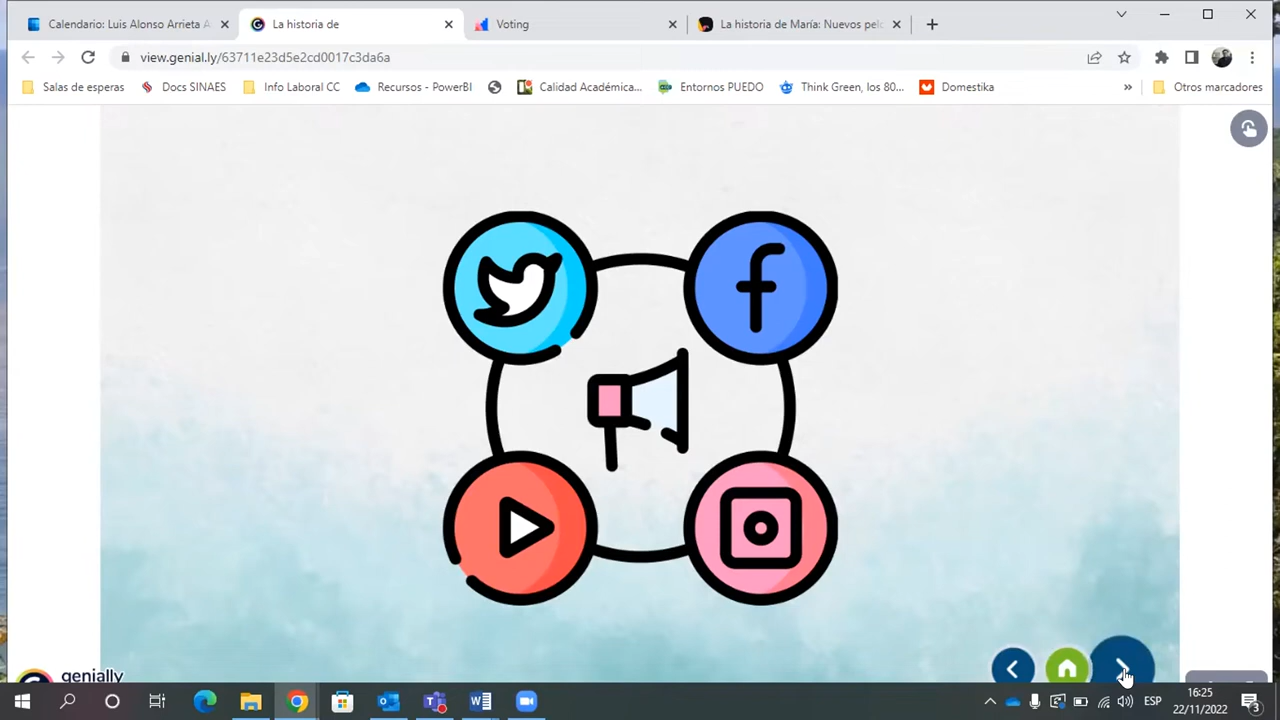 Calendario: Luis Alonso Arrieta A
La historia de
Voting
La historia de María: Nuevos pel
view.genial.ly/63711e23d5e2cd0017c3da6a
Salas de esperas
Docs SINAES
Info Laboral CC
Recursos - PowerBI
Calidad Académica...
Entornos PUEDO
Think Green, los 80...
Domestika
»
Otros marcadores
genially
ESP
16:25
22/11/2022
3